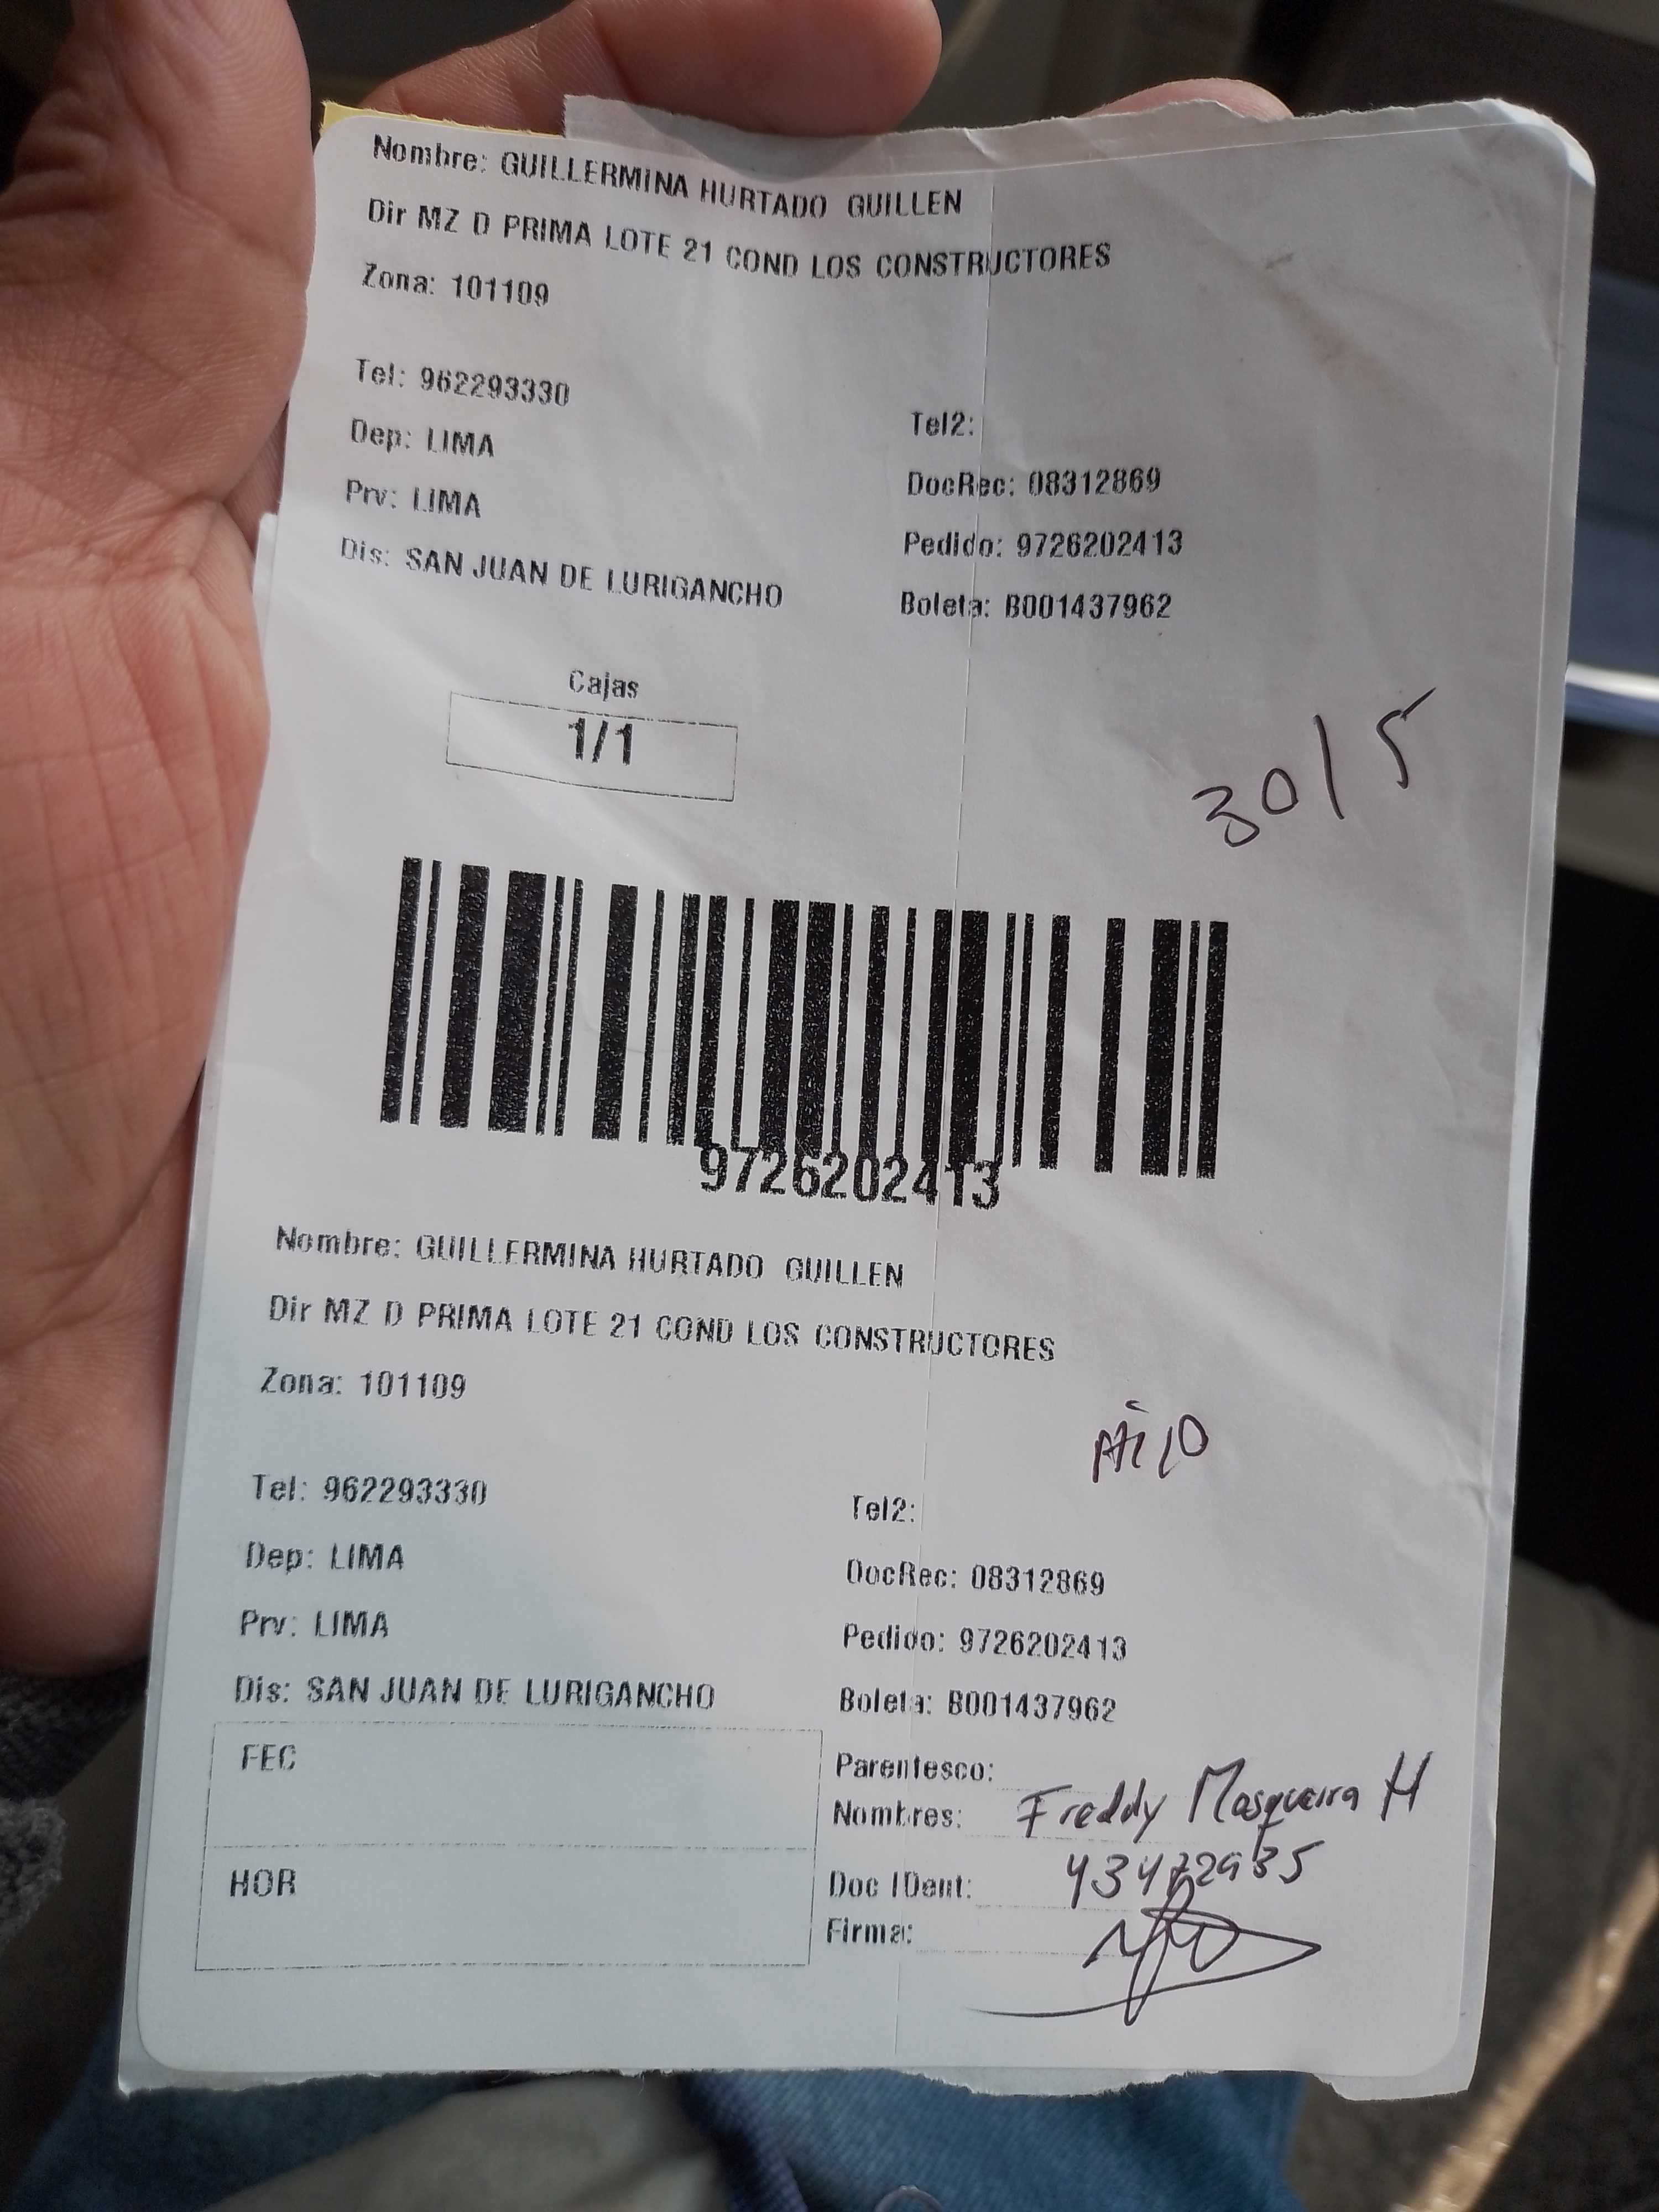 Nombre: GUILLERMINA HURTADO GUILLEN
Dir MZ D PRIMA LOTE 21 COND LOS CONSTRUCTORES
Zona: 101109
Tel: 962293330
Tel2:
Dep: LIMA
DocRec: 08312869
Prv: LIMA
Pedido: 9726202413
Dis: SAN JUAN DE LURIGANCHO
Boleta: B001437962
Cajas
1/1
30/5
9726202413
Nombre: GUILLERMINA HURTADO GUILLEN
Dir MZ D PRIMA LOTE 21 COND LOS CONSTRUCTORES
Zona: 101109
Tel: 962293330
Tel2:
Dep: LIMA
DocRec: 08312869
Prv: LIMA
Pedido: 9726202413
Dis: SAN JUAN DE LURIGANCHO
Boleta: B001437962
FEC
Parentesco:
Nombres: Freddy Mosqueira H
HOR
Doc IDent:
Firma: